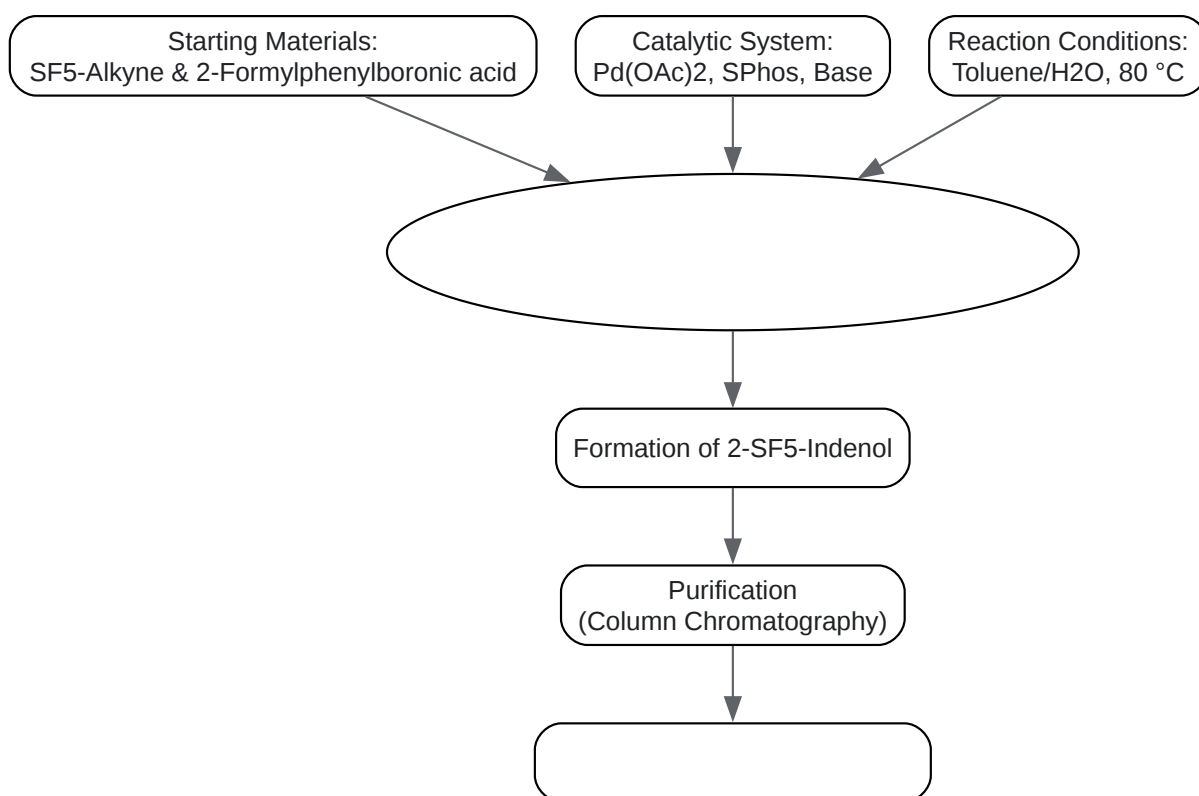 Starting Materials:
SF5-Alkyne & 2-Formylphenylboronic acid
Catalytic System:
Pd(OAc)2, SPhos, Base
Reaction Conditions:
Toluene/H2O, 80 °C
Formation of 2-SF5-Indenol
Purification
(Column Chromatography)